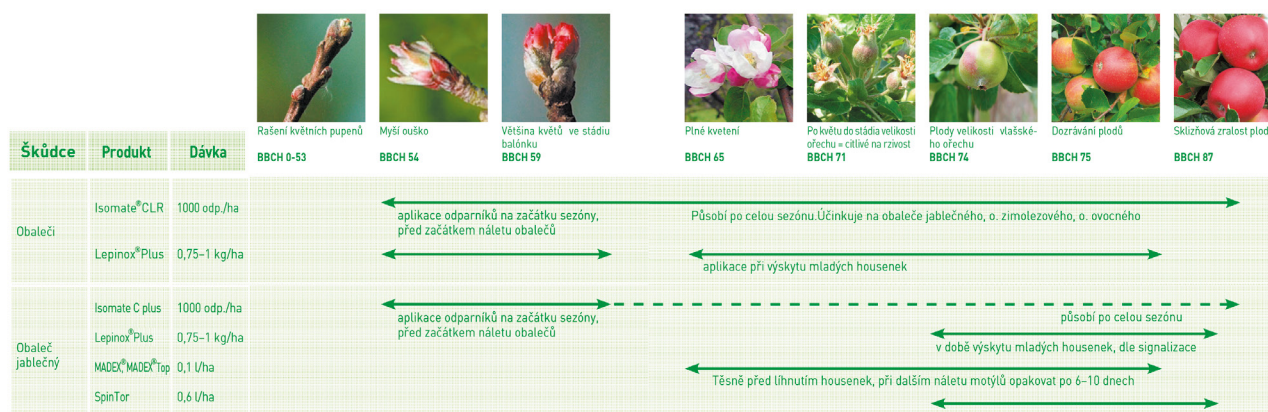 Rašení květních pupenů
BBCH 0-53
Myší ouško
BBCH 54
Většina květů ve stádiu
balónku
BBCH 59
Plné kvetení
BBCH 65
Po květu do stádia velikosti
ořechu = citlivé na rzivost
BBCH 71
Plody velikosti vlašské-
ho ořechu
BBCH 74
Dozrávání plodů
BBCH 75
Sklizňová zralost plod
BBCH 87
Škůdce Produkt Dávka
Obaleči
Isomate®CLR 1000 odp./ha
aplikace odparníků na začátku sezóny,
před začátkem náletu obalečů
Působí po celou sezónu.Účinkuje na obaleče jablečného, o. zimolezového, o. ovocného
Lepinox®Plus 0,75–1 kg/ha
aplikace při výskytu mladých housenek
Obaleč
jablečný
Isomate C plus 1000 odp./ha
aplikace odparníků na začátku sezóny,
před začátkem náletu obalečů
působí po celou sezónu
Lepinox®Plus 0,75–1 kg/ha
v době výskytu mladých housenek, dle signalizace
MADEX®,MADEX®Top 0,1 l/ha
Těsně před líhnutím housenek, při dalším náletu motýlů opakovat po 6–10 dnech
SpinTor 0,6 l/ha